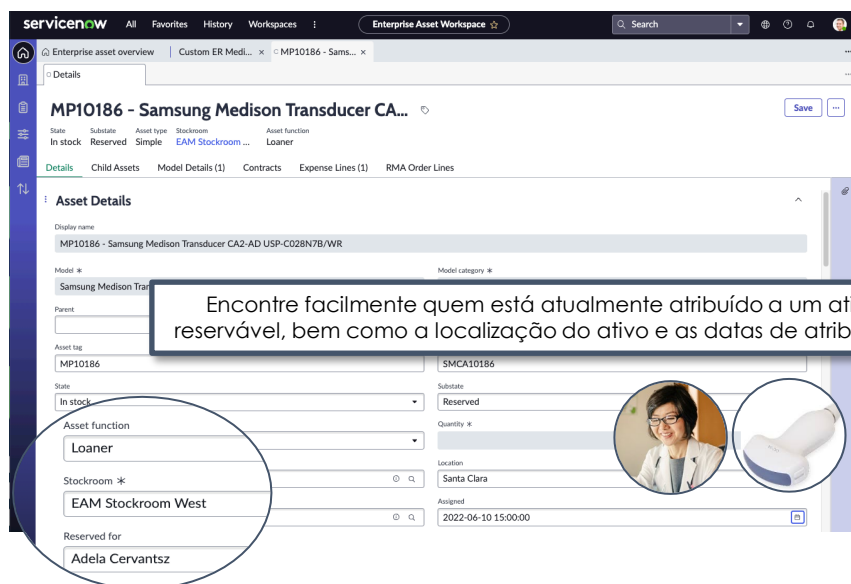 servicenow All Favorites History Workspaces Enterprise Asset Workspace Search
Enterprise asset overview Custom ER Medi... × MP10186 - Sams... ×
Details
MP10186 - Samsung Medison Transducer CA...
Save
State Substate Asset type Stockroom Asset function
In stock Reserved Simple EAM Stockroom ... Loaner
Details Child Assets Model Details (1) Contracts Expense Lines (1) RMA Order Lines
Asset Details
Display name
MP10186 - Samsung Medison Transducer CA2-AD USP-C028N7B/WR
Model * Model category *
Samsung Medison Tran
Encontre facilmente quem está atualmente atribuído a um ati
reservável, bem como a localização do ativo e as datas de atrib
Parent
Asset tag
MP10186 SMCA10186
State Substate
In stock Reserved
Asset function Quantity *
Loaner
Stockroom * Location
EAM Stockroom West Santa Clara
Reserved for Assigned
Adela Cervantsz 2022-06-10 15:00:00